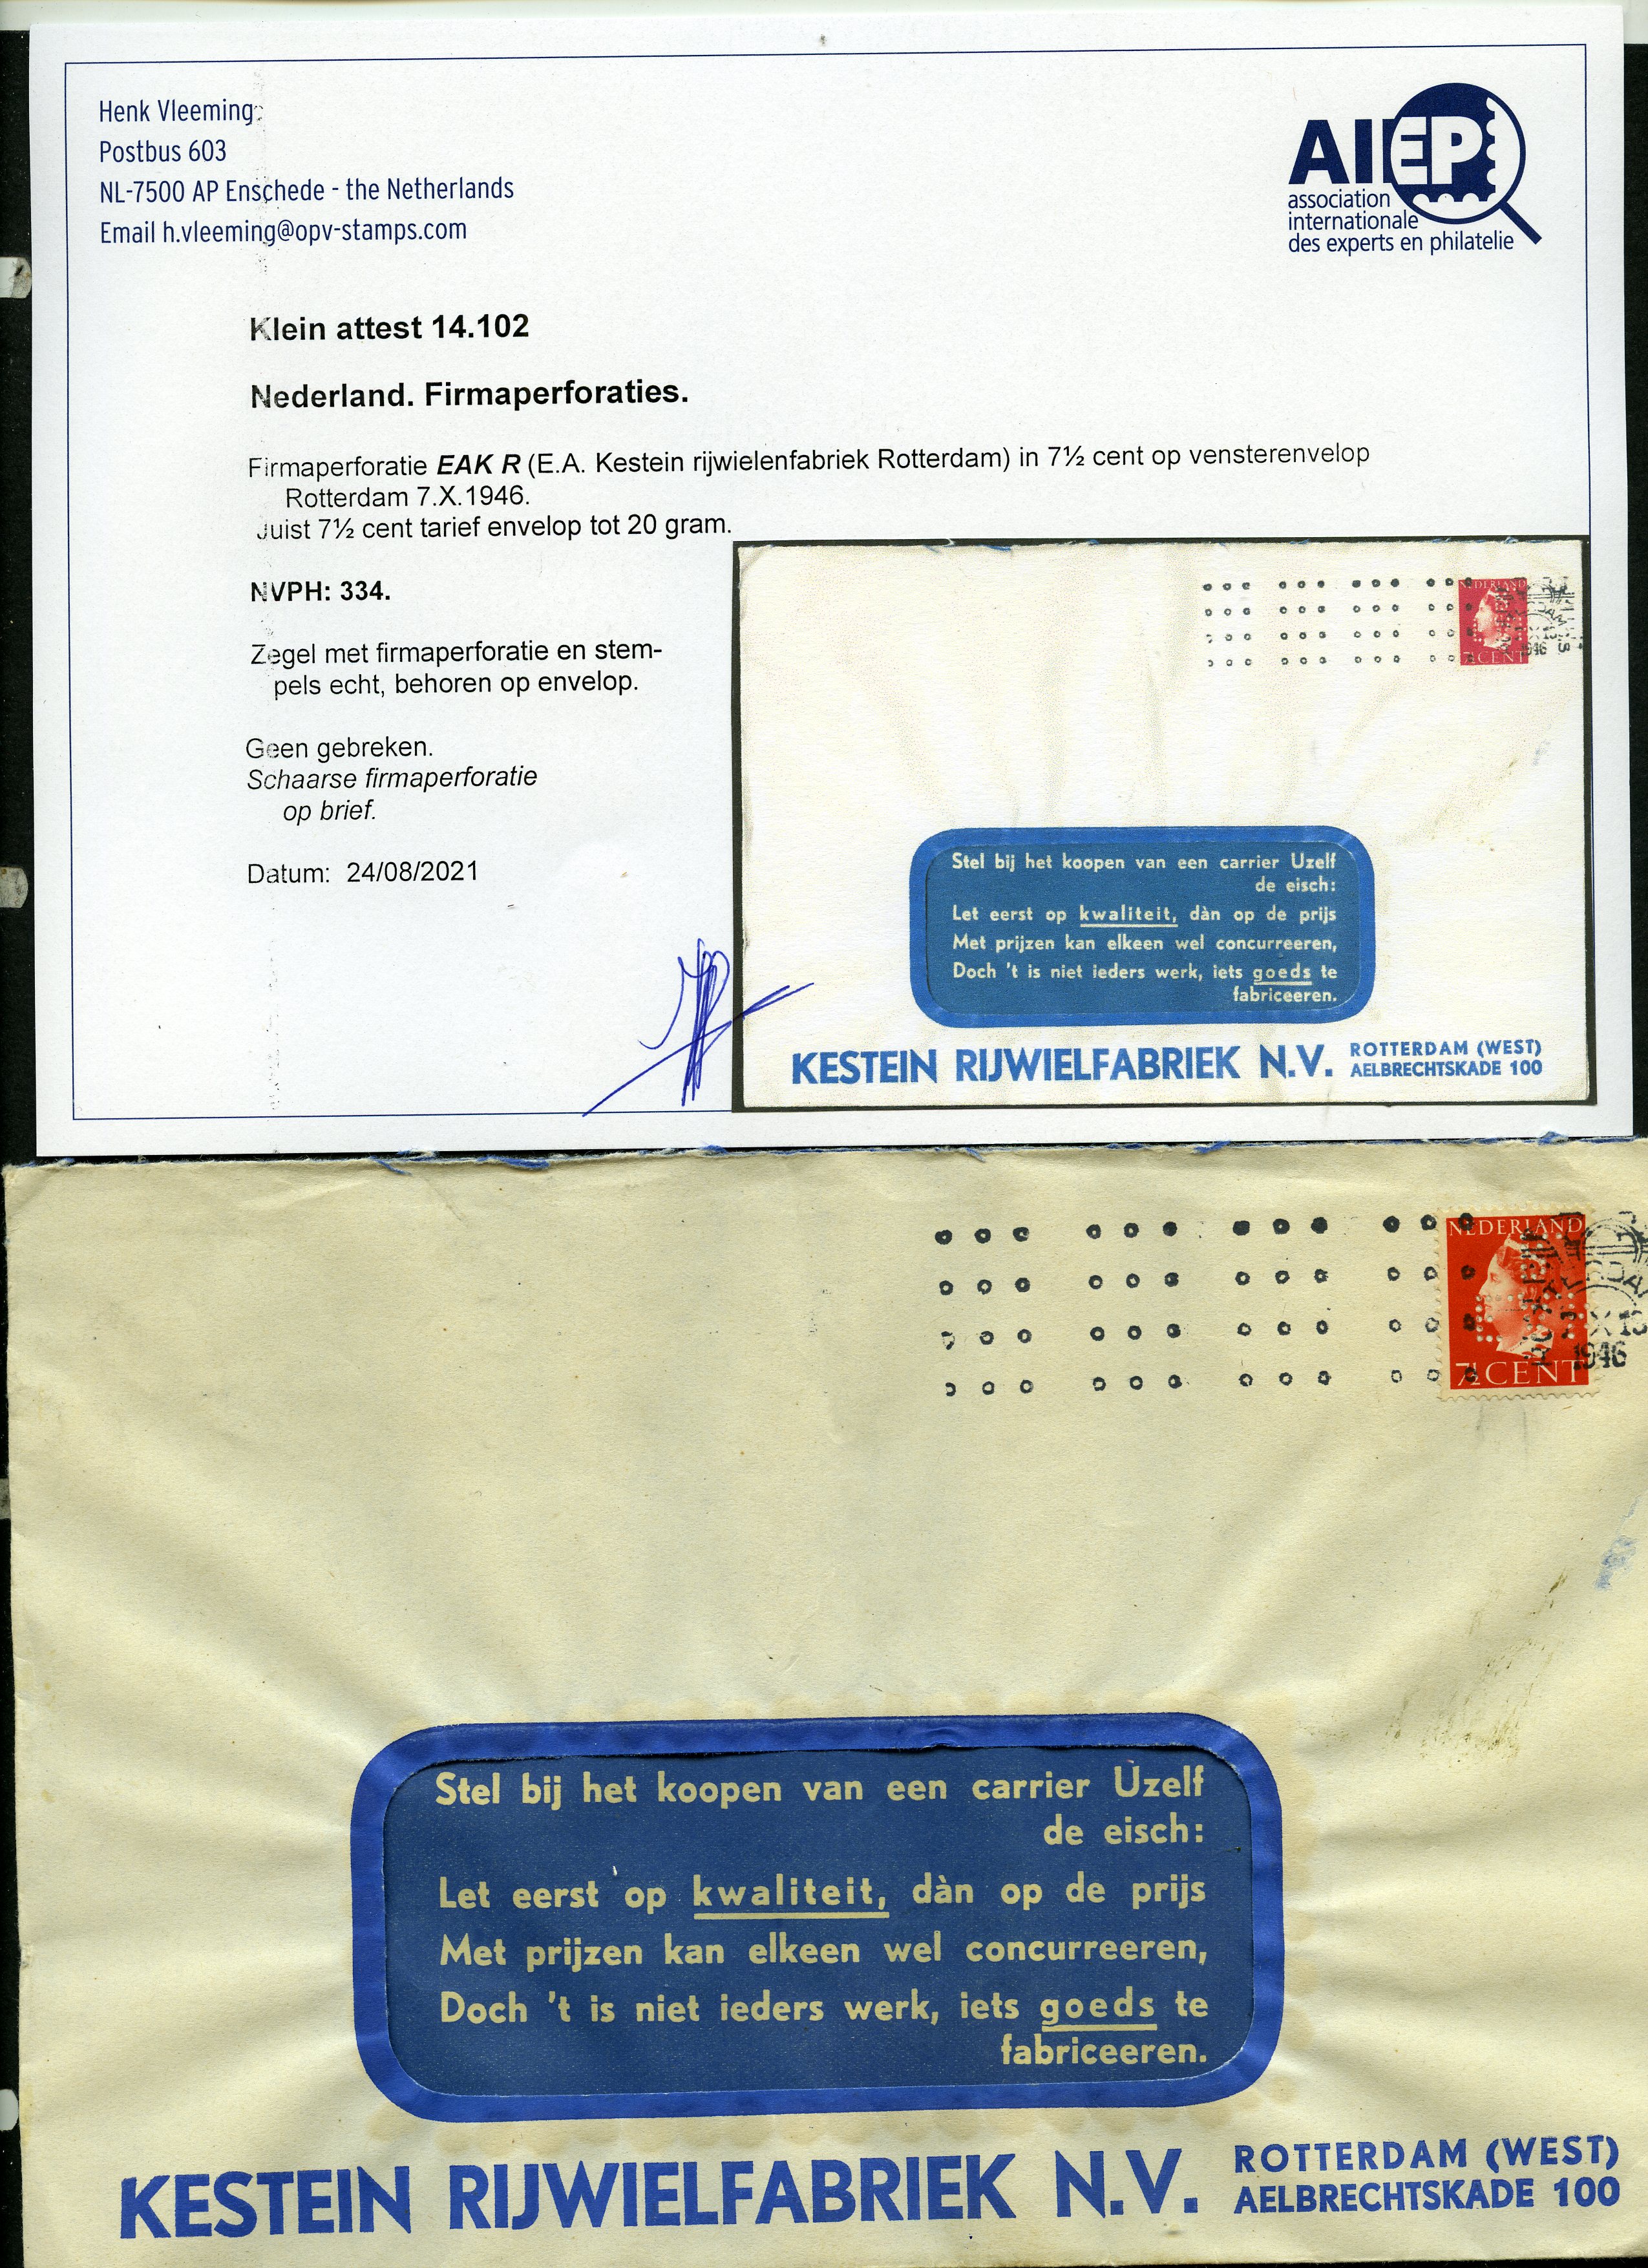 Henk Vleeming
Postbus 603
NL-7500 AP Enschede - the Netherlands
Email h.vleeming@opv-stamps.com
AIEP
association
internationale
des experts en philatelie
Klein attest 14.102
Nederland. Firmaperforaties.
Firmaperforatie EAK R (E.A. Kestein rijwielenfabriek Rotterdam) in 7½ cent op vensterenvelop
Rotterdam 7.X.1946.
Juist 7½ cent tarief envelop tot 20 gram.
NVPH: 334.
Zegel met firmaperforatie en stem-
pels echt, behoren op envelop.
Geen gebreken.
Schaarse firmaperforatie
op brief.
Datum: 24/08/2021
NEDERLAND
1946
7½ CENT
Stel bij het koopen van een carrier Uzelf
de eisch:
Let eerst op kwaliteit, dàn op de prijs
Met prijzen kan elkeen wel concurreeren,
Doch 't is niet ieders werk, iets goeds te
fabriceeren.
KESTEIN RIJWIELFABRIEK N.V.
ROTTERDAM (WEST)
AELBRECHTSKADE 100
NEDERLAND
1946
7½ CENT
Stel bij het koopen van een carrier Uzelf
de eisch:
Let eerst op kwaliteit, dàn op de prijs
Met prijzen kan elkeen wel concurreeren,
Doch 't is niet ieders werk, iets goeds te
fabriceeren.
KESTEIN RIJWIELFABRIEK N.V.
ROTTERDAM (WEST)
AELBRECHTSKADE 100